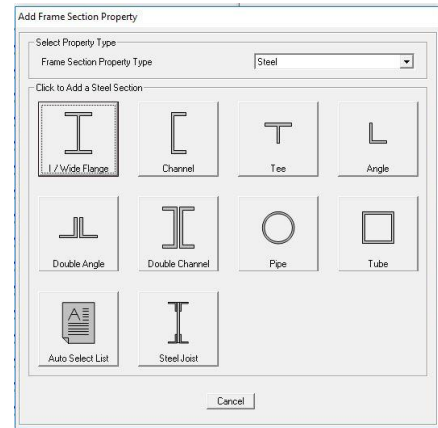 Add Frame Section Property
Select Property Type
Frame Section Property Type
Steel
Click to Add a Steel Section
I / Wide Flange
Channel
Tee
Angle
Double Angle
Double Channel
Pipe
Tube
Auto Select List
Steel Joist
Cancel